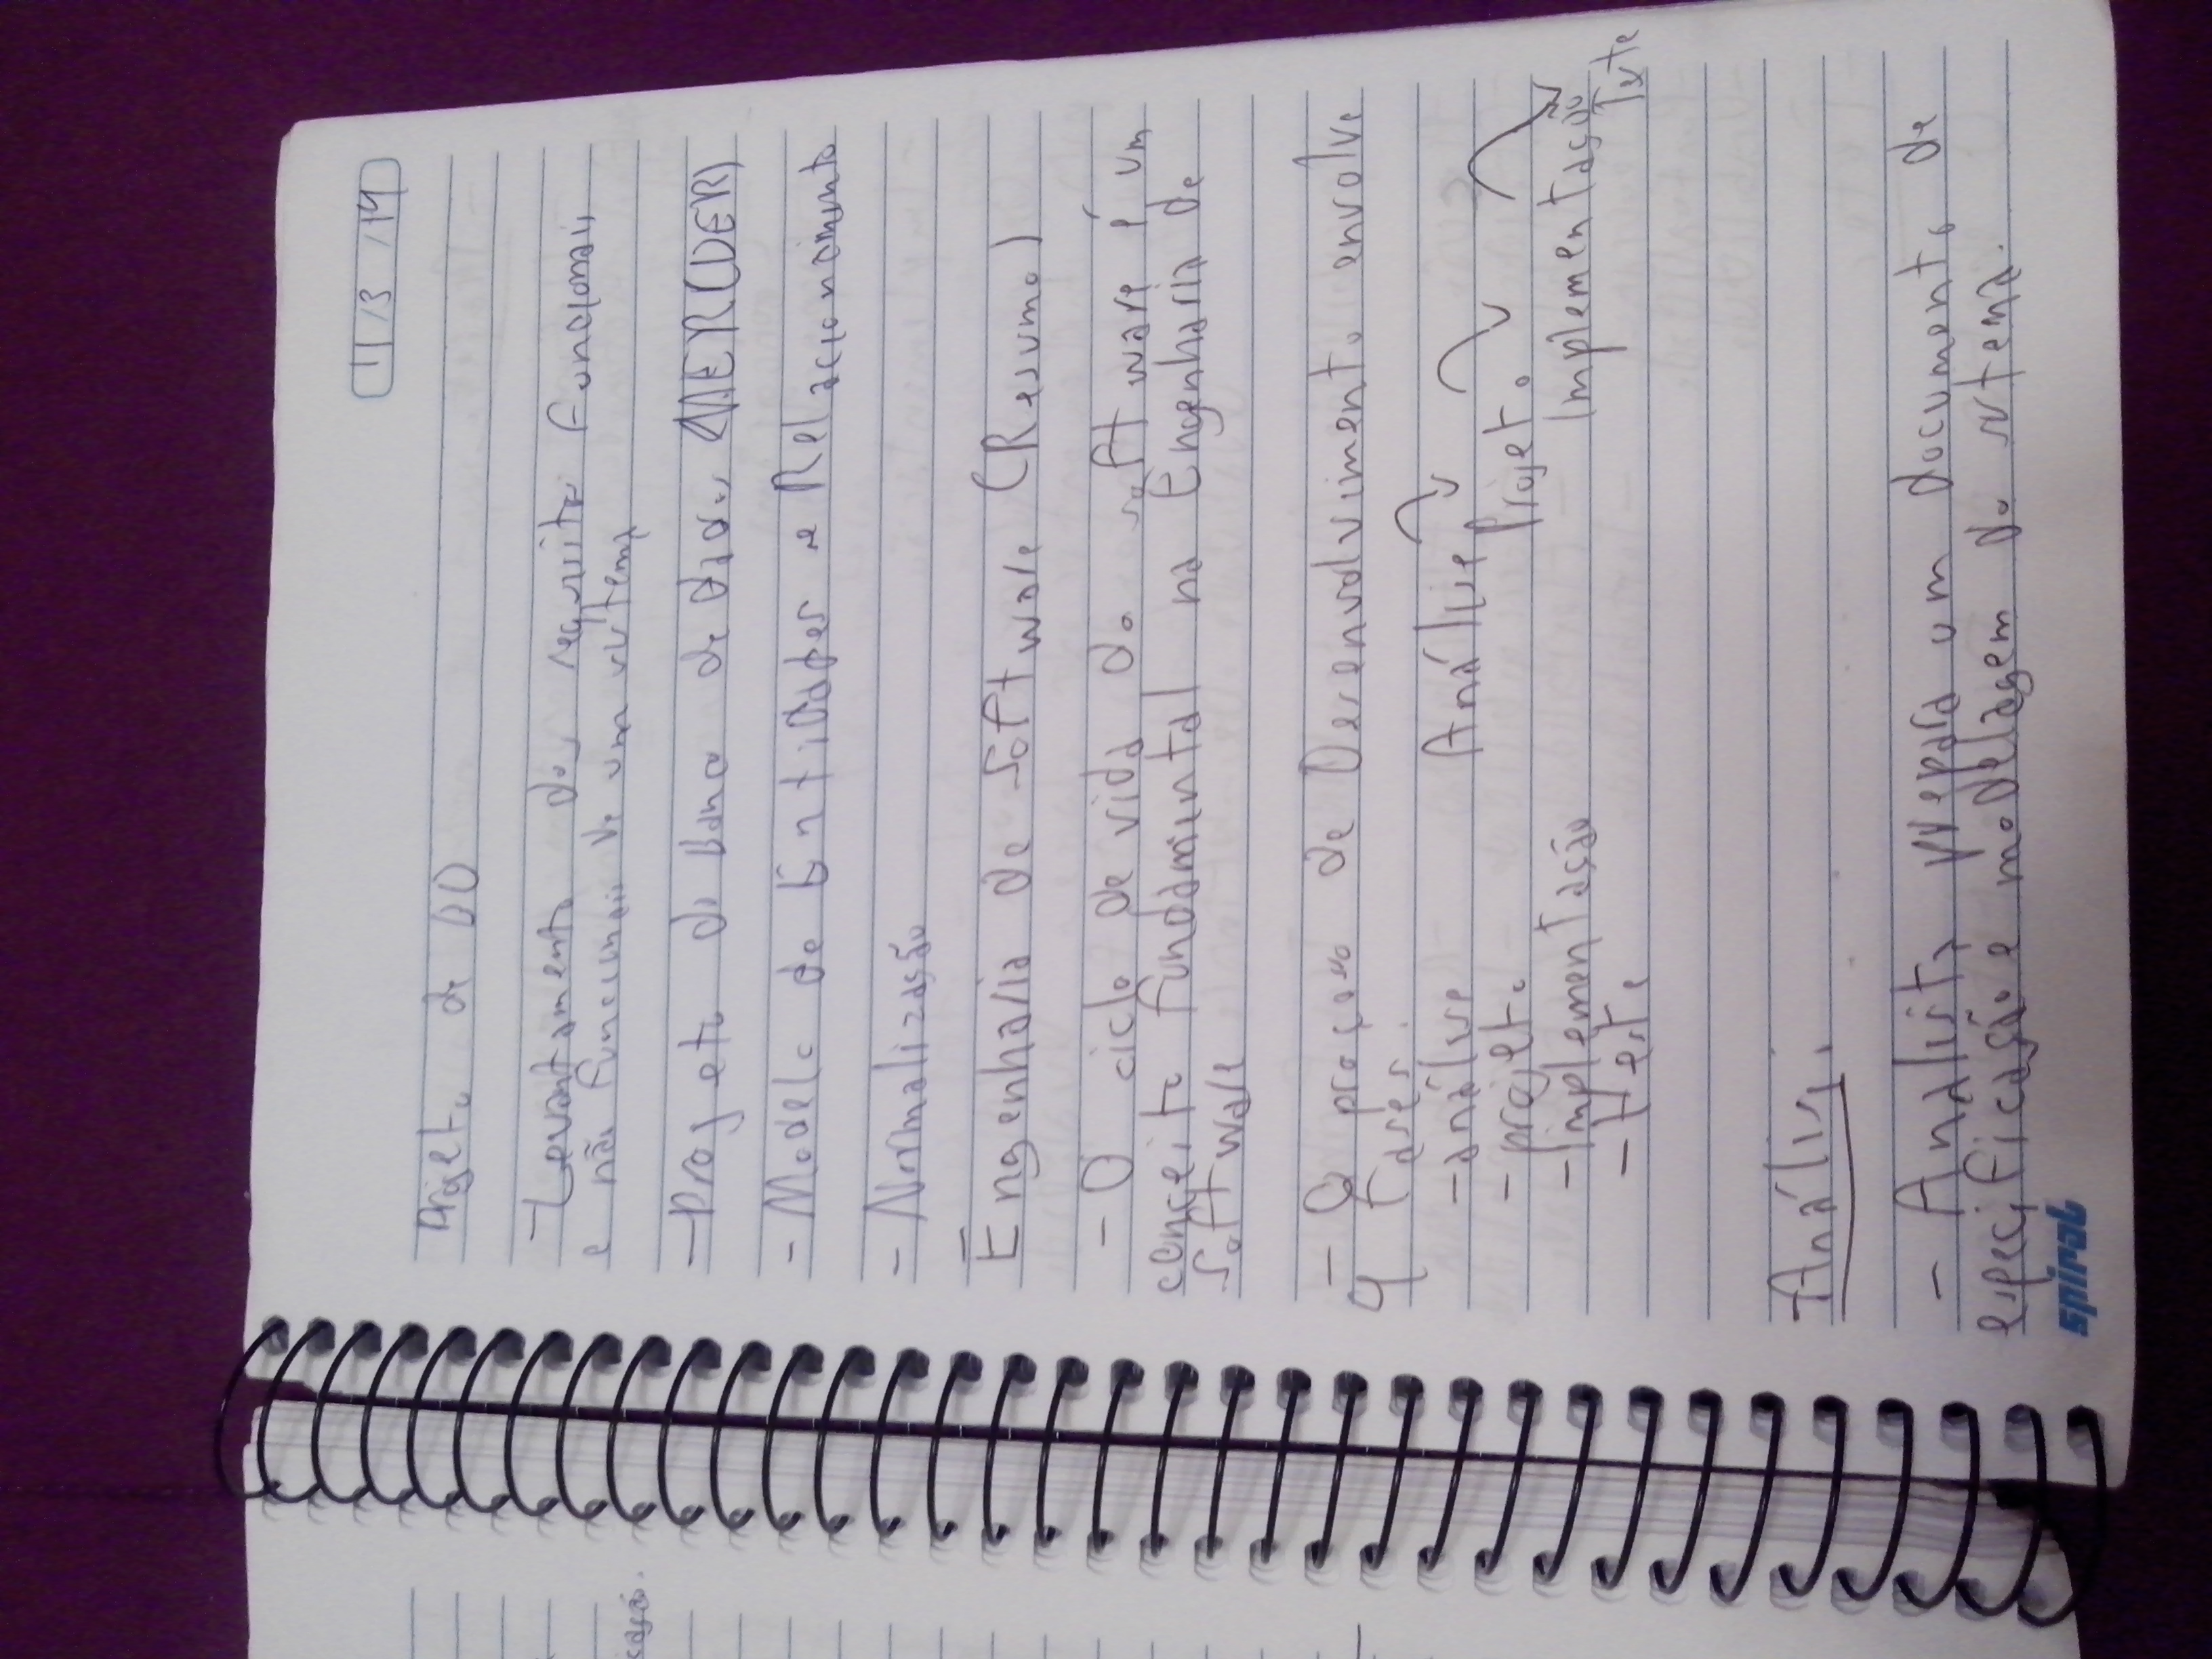 11/3/19
Projeto de BD
- Levantamento dos requisitos Funcionais
e não funcionais de um sistema
- Projeto do Banco de dados MER(DER)
- Modelo de Entidades e Relacionamento
- Normalização
Engenharia de Software (Resumo)
- O ciclo de vida do software é um
conceito fundamental na Engenharia de
Software
- O processo de Desenvolvimento envolve
4 Fases.
- análise Análise
- projeto Projeto
- Implementação Implementação
- teste Teste
- Análise:
- Analista prepara um documento de
especificação e modelagem do sistema.
spiral
cação.